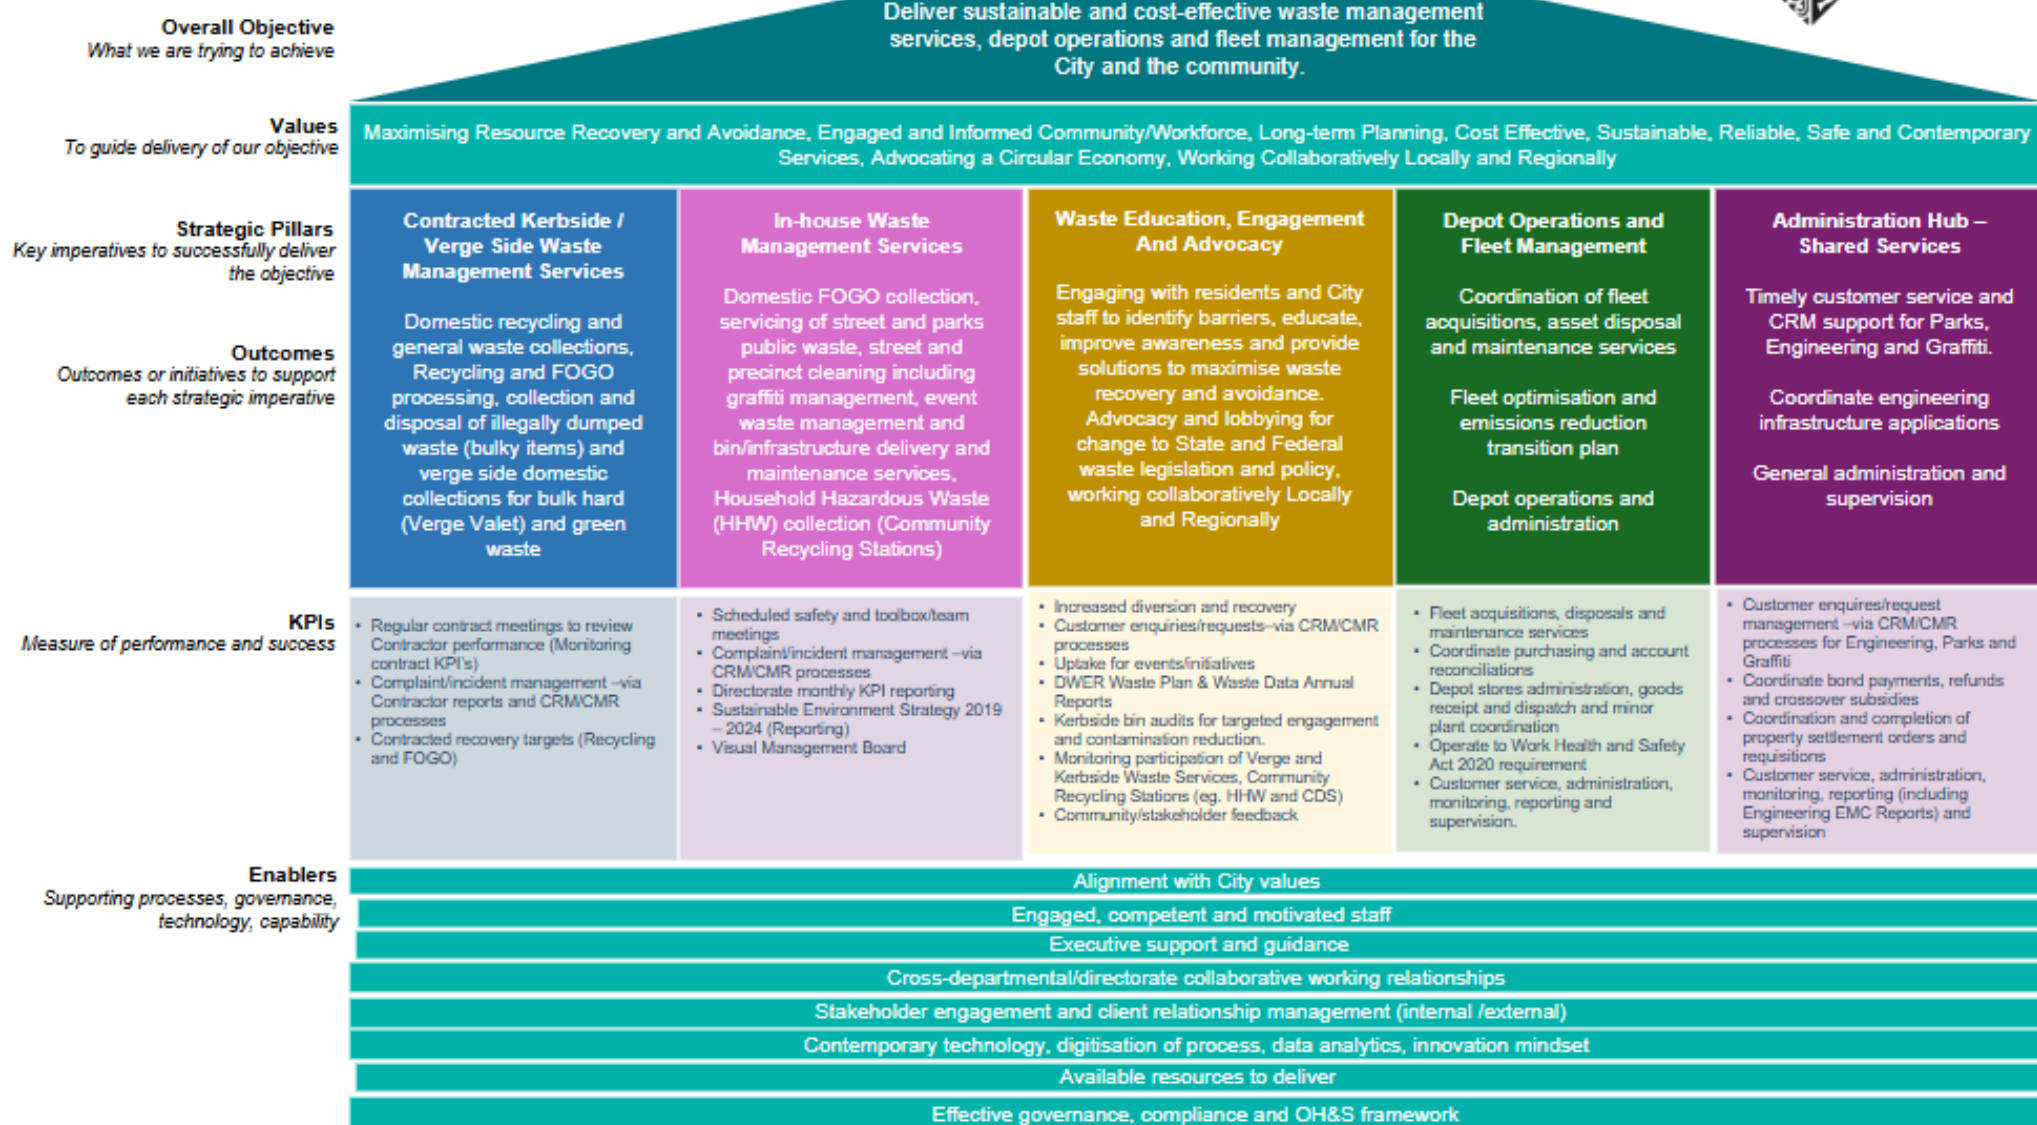 Overall Objective
What we are trying to achieve
Deliver sustainable and cost-effective waste management
services, depot operations and fleet management for the
City and the community.
Values
To guide delivery of our objective
Maximising Resource Recovery and Avoidance, Engaged and Informed Community/Workforce, Long-term Planning, Cost Effective, Sustainable, Reliable, Safe and Contemporary
Services, Advocating a Circular Economy, Working Collaboratively Locally and Regionally
Strategic Pillars
Key imperatives to successfully deliver
the objective
Outcomes
Outcomes or initiatives to support
each strategic imperative
Contracted Kerbside /
Verge Side Waste
Management Services
Domestic recycling and
general waste collections,
Recycling and FOGO
processing, collection and
disposal of illegally dumped
waste (bulky items) and
verge side domestic
collections for bulk hard
(Verge Valet) and green
waste
In-house Waste
Management Services
Domestic FOGO collection,
servicing of street and parks
public waste, street and
precinct cleaning including
graffiti management, event
waste management and
bin/infrastructure delivery and
maintenance services,
Household Hazardous Waste
(HHW) collection (Community
Recycling Stations)
Waste Education, Engagement
And Advocacy
Engaging with residents and City
staff to identify barriers, educate,
improve awareness and provide
solutions to maximise waste
recovery and avoidance.
Advocacy and lobbying for
change to State and Federal
waste legislation and policy,
working collaboratively Locally
and Regionally
Depot Operations and
Fleet Management
Coordination of fleet
acquisitions, asset disposal
and maintenance services
Fleet optimisation and
emissions reduction
transition plan
Depot operations and
administration
Administration Hub –
Shared Services
Timely customer service and
CRM support for Parks,
Engineering and Graffiti.
Coordinate engineering
infrastructure applications
General administration and
supervision
KPIs
Measure of performance and success
• Regular contract meetings to review
Contractor performance (Monitoring
contract KPI's)
• Complaint/incident management –via
Contractor reports and CRM/CMR
processes
• Contracted recovery targets (Recycling
and FOGO)
• Scheduled safety and toolbox/team
meetings
• Complaint/incident management –via
CRM/CMR processes
• Directorate monthly KPI reporting
• Sustainable Environment Strategy 2019
– 2024 (Reporting)
• Visual Management Board
• Increased diversion and recovery
• Customer enquiries/requests–via CRM/CMR
processes
• Uptake for events/initiatives
• DWER Waste Plan & Waste Data Annual
Reports
• Kerbside bin audits for targeted engagement
and contamination reduction.
• Monitoring participation of Verge and
Kerbside Waste Services, Community
Recycling Stations (eg. HHW and CDS)
• Community/stakeholder feedback
• Fleet acquisitions, disposals and
maintenance services
• Coordinate purchasing and account
reconciliations
• Depot stores administration, goods
receipt and dispatch and minor
plant coordination
• Operate to Work Health and Safety
Act 2020 requirement
• Customer service, administration,
monitoring, reporting and
supervision.
• Customer enquires/request
management –via CRM/CMR
processes for Engineering, Parks and
Graffiti
• Coordinate bond payments, refunds
and crossover subsidies
• Coordination and completion of
property settlement orders and
requisitions
• Customer service, administration,
monitoring, reporting (including
Engineering EMC Reports) and
supervision
Enablers
Supporting processes, governance,
technology, capability
Alignment with City values
Engaged, competent and motivated staff
Executive support and guidance
Cross-departmental/directorate collaborative working relationships
Stakeholder engagement and client relationship management (internal /external)
Contemporary technology, digitisation of process, data analytics, innovation mindset
Available resources to deliver
Effective governance, compliance and OH&S framework